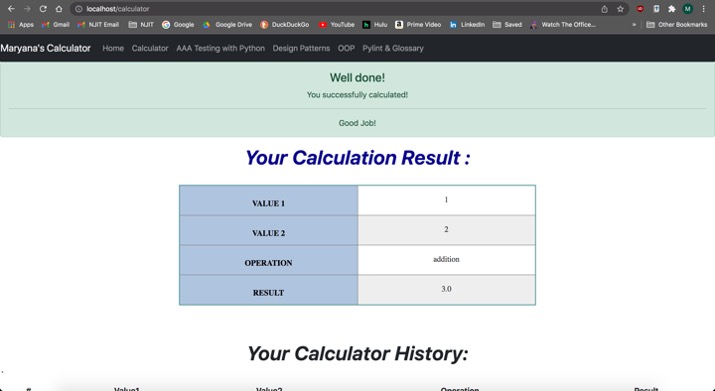 localhost/calculator
Apps Gmail NJIT Email NJIT Google Google Drive DuckDuckGo YouTube Hulu Prime Video LinkedIn Saved Watch The Office... » Other Bookmarks
Maryana's Calculator Home Calculator AAA Testing with Python Design Patterns OOP Pylint & Glossary
Well done!
You successfully calculated!
Good Job!
Your Calculation Result :
VALUE 1 1
VALUE 2 2
OPERATION addition
RESULT 3.0
Your Calculator History:
# Value1 Value2 Operation Result